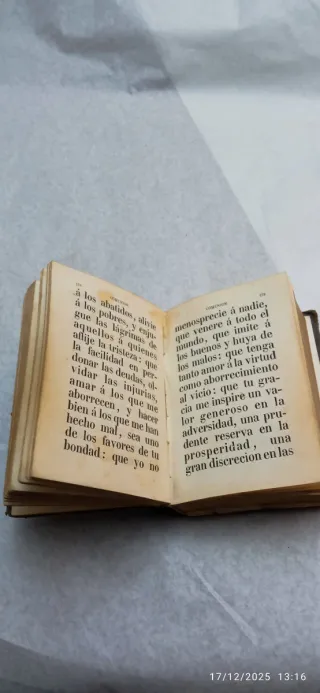 á los abatidos, alivie
á los pobres, y enju-
gue las lágrimas de
aquellos á quienes
aflije la tristeza: que
la facilidad en per-
donar las deudas, ol-
vidar las injurias,
amar á los que me
aborrecen, y hacer
bien á los que me han
hecho mal, sea uno
de los favores de tu
bondad; que yo no
menosprecie á nadie,
que venere á todo el
mundo, que imite á
los buenos y huya de
los malos: que tenga
tanto amor á la virtud
como aborrecimiento
al vicio: que tu gra-
cia me inspire un va-
lor generoso en la
adversidad, una pru-
dente reserva en la
prosperidad, una
gran discrecion en las
17/12/2025 13:16